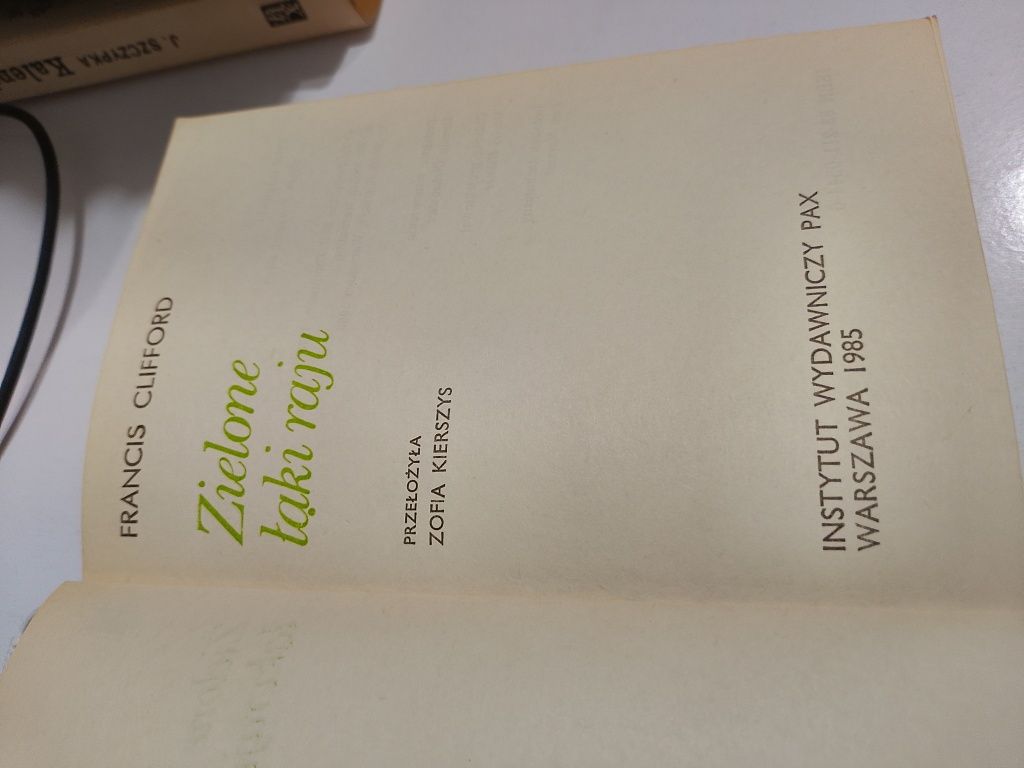 FRANCIS CLIFFORD
Zielone
łąki raju
PRZEŁOŻYŁA
ZOFIA KIERSZYS
INSTYTUT WYDAWNICZY PAX
WARSZAWA 1985
J. SZCZYPKA